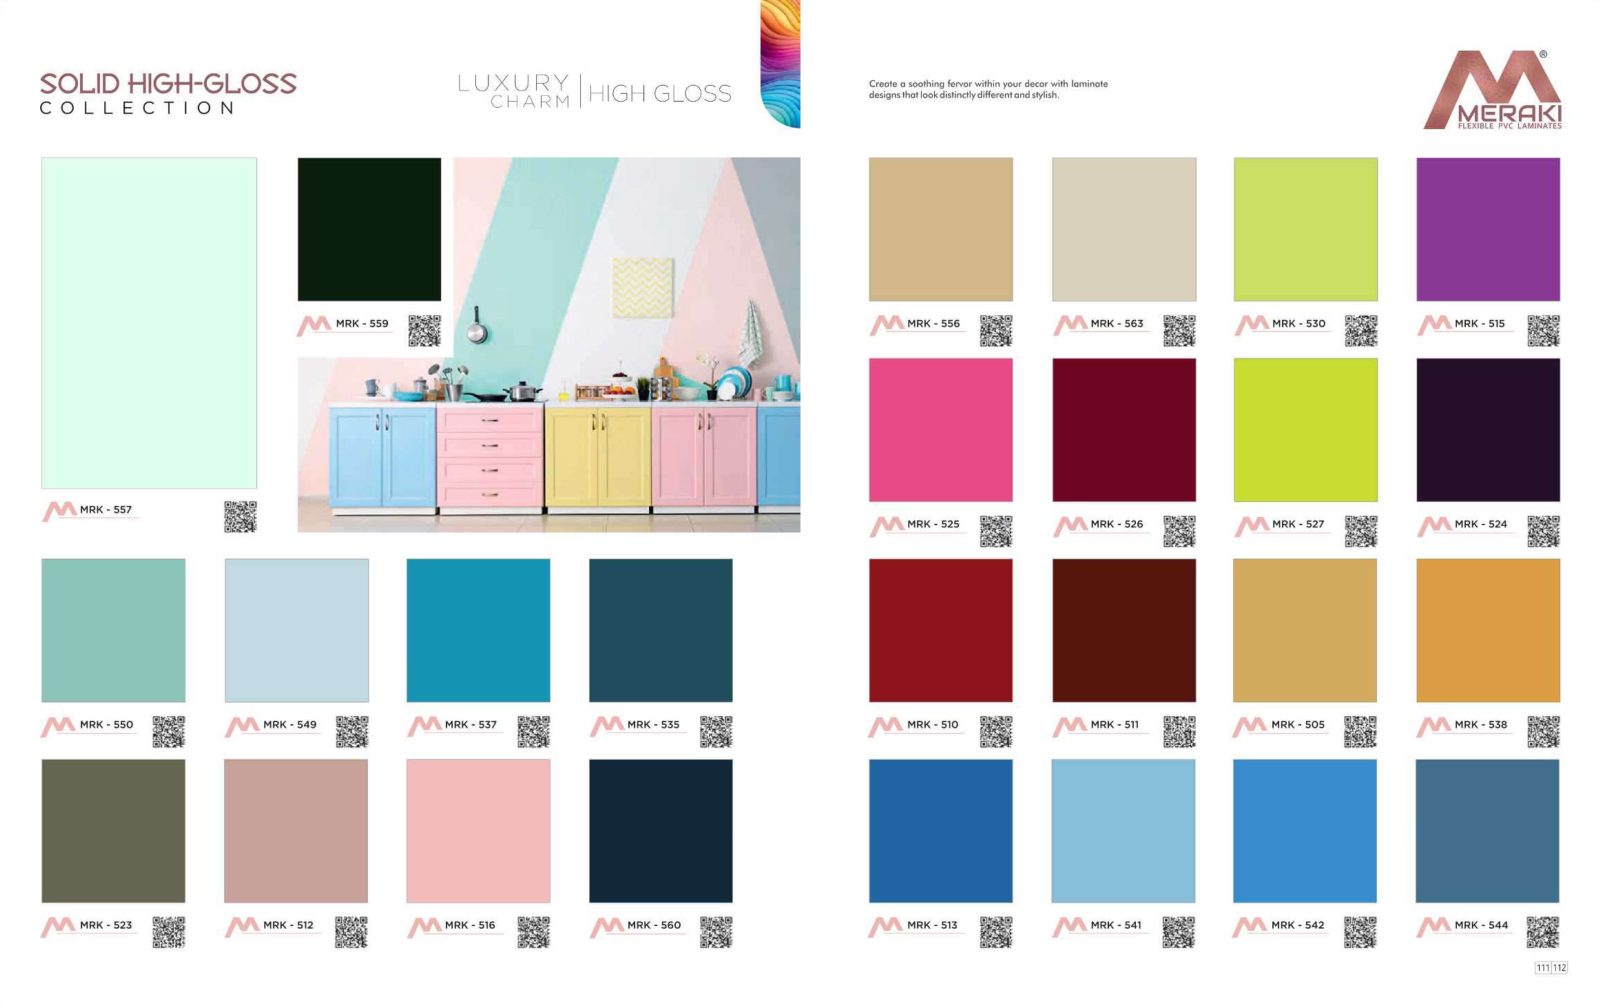 SOLID HIGH-GLOSS
COLLECTION
LUXURY
CHARM
HIGH GLOSS
MRK - 557
MRK - 559
MRK - 550
MRK - 549
MRK - 537
MRK - 535
MRK - 523
MRK - 512
MRK - 516
MRK - 560
Create a soothing fervor within your decor with laminate
designs that look distinctly different and stylish.
®
MERAKI
FLEXIBLE PVC LAMINATES
MRK - 556
MRK - 563
MRK - 530
MRK - 515
MRK - 525
MRK - 526
MRK - 527
MRK - 524
MRK - 510
MRK - 511
MRK - 505
MRK - 538
MRK - 513
MRK - 541
MRK - 542
MRK - 544
111 112